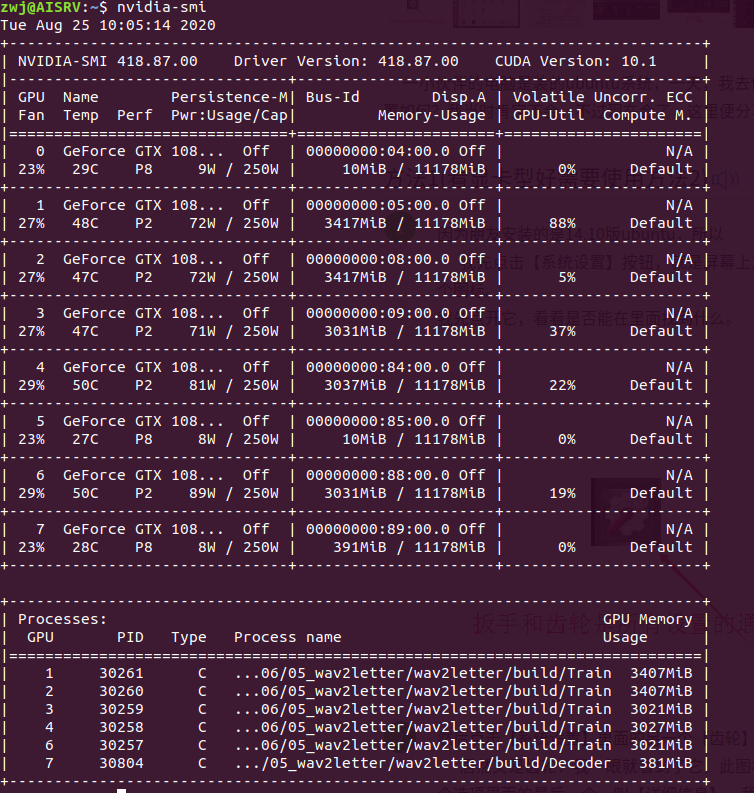 zwj@AISRV:~$ nvidia-smi
Tue Aug 25 10:05:14 2020
+-----------------------------------------------------------------------------+
| NVIDIA-SMI 418.87.00    Driver Version: 418.87.00    CUDA Version: 10.1     |
|-------------------------------+----------------------+----------------------+
| GPU  Name        Persistence-M| Bus-Id        Disp.A | Volatile Uncorr. ECC |
| Fan  Temp  Perf  Pwr:Usage/Cap|         Memory-Usage | GPU-Util  Compute M. |
|===============================+======================+======================|
|   0  GeForce GTX 108...  Off  | 00000000:04:00.0 Off |                  N/A |
| 23%   29C    P8     9W / 250W |     10MiB / 11178MiB |      0%      Default |
+-------------------------------+----------------------+----------------------+
|   1  GeForce GTX 108...  Off  | 00000000:05:00.0 Off |                  N/A |
| 27%   48C    P2    72W / 250W |   3417MiB / 11178MiB |     88%      Default |
+-------------------------------+----------------------+----------------------+
|   2  GeForce GTX 108...  Off  | 00000000:08:00.0 Off |                  N/A |
| 27%   47C    P2    72W / 250W |   3417MiB / 11178MiB |      5%      Default |
+-------------------------------+----------------------+----------------------+
|   3  GeForce GTX 108...  Off  | 00000000:09:00.0 Off |                  N/A |
| 27%   47C    P2    71W / 250W |   3031MiB / 11178MiB |     37%      Default |
+-------------------------------+----------------------+----------------------+
|   4  GeForce GTX 108...  Off  | 00000000:84:00.0 Off |                  N/A |
| 29%   50C    P2    81W / 250W |   3037MiB / 11178MiB |     22%      Default |
+-------------------------------+----------------------+----------------------+
|   5  GeForce GTX 108...  Off  | 00000000:85:00.0 Off |                  N/A |
| 23%   27C    P8     8W / 250W |     10MiB / 11178MiB |      0%      Default |
+-------------------------------+----------------------+----------------------+
|   6  GeForce GTX 108...  Off  | 00000000:88:00.0 Off |                  N/A |
| 29%   50C    P2    89W / 250W |   3031MiB / 11178MiB |     19%      Default |
+-------------------------------+----------------------+----------------------+
|   7  GeForce GTX 108...  Off  | 00000000:89:00.0 Off |                  N/A |
| 23%   28C    P8     8W / 250W |    391MiB / 11178MiB |      0%      Default |
+-------------------------------+----------------------+----------------------+
+-----------------------------------------------------------------------------+
| Processes:                                                       GPU Memory |
|  GPU       PID   Type   Process name                             Usage      |
|=============================================================================|
|    1     30261      C   ...06/05_wav2letter/wav2letter/build/Train  3407MiB |
|    2     30260      C   ...06/05_wav2letter/wav2letter/build/Train  3407MiB |
|    3     30259      C   ...06/05_wav2letter/wav2letter/build/Train  3021MiB |
|    4     30258      C   ...06/05_wav2letter/wav2letter/build/Train  3027MiB |
|    6     30257      C   ...06/05_wav2letter/wav2letter/build/Train  3021MiB |
|    7     30804      C   .../05_wav2letter/wav2letter/build/Decoder   381MiB |
+-----------------------------------------------------------------------------+